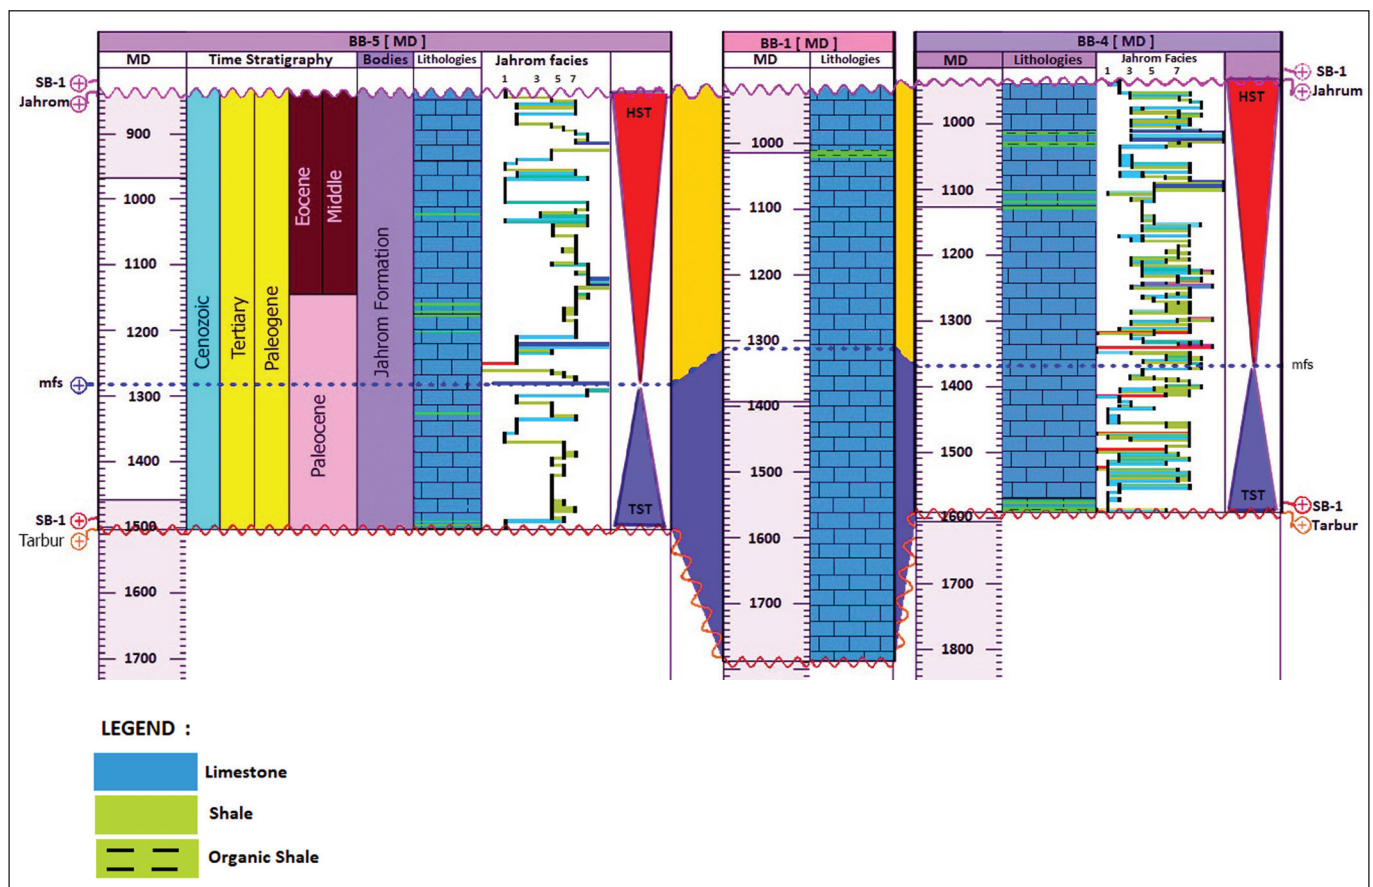 BB-5 [ MD ]
MD
Time Stratigraphy
Bodies
Lithologies
Jahrom facies
1 3 5 7
SB-1
Jahrom
900
1000
1100
1200
mfs
1300
1400
SB-1
1500
Tarbur
1600
1700
Cenozoic
Tertiary
Paleogene
Eocene
Middle
Paleocene
Jahrom Formation
HST
TST
BB-1 [ MD ]
MD
Lithologies
1000
1100
1200
1300
1400
1500
1600
1700
BB-4 [ MD ]
MD
Lithologies
Jahrom Facies
1 3 5 7
1000
1100
1200
1300
1400
1500
1600
1700
1800
HST
TST
SB-1
Jahrum
mfs
SB-1
Tarbur
LEGEND :
Limestone
Shale
Organic Shale